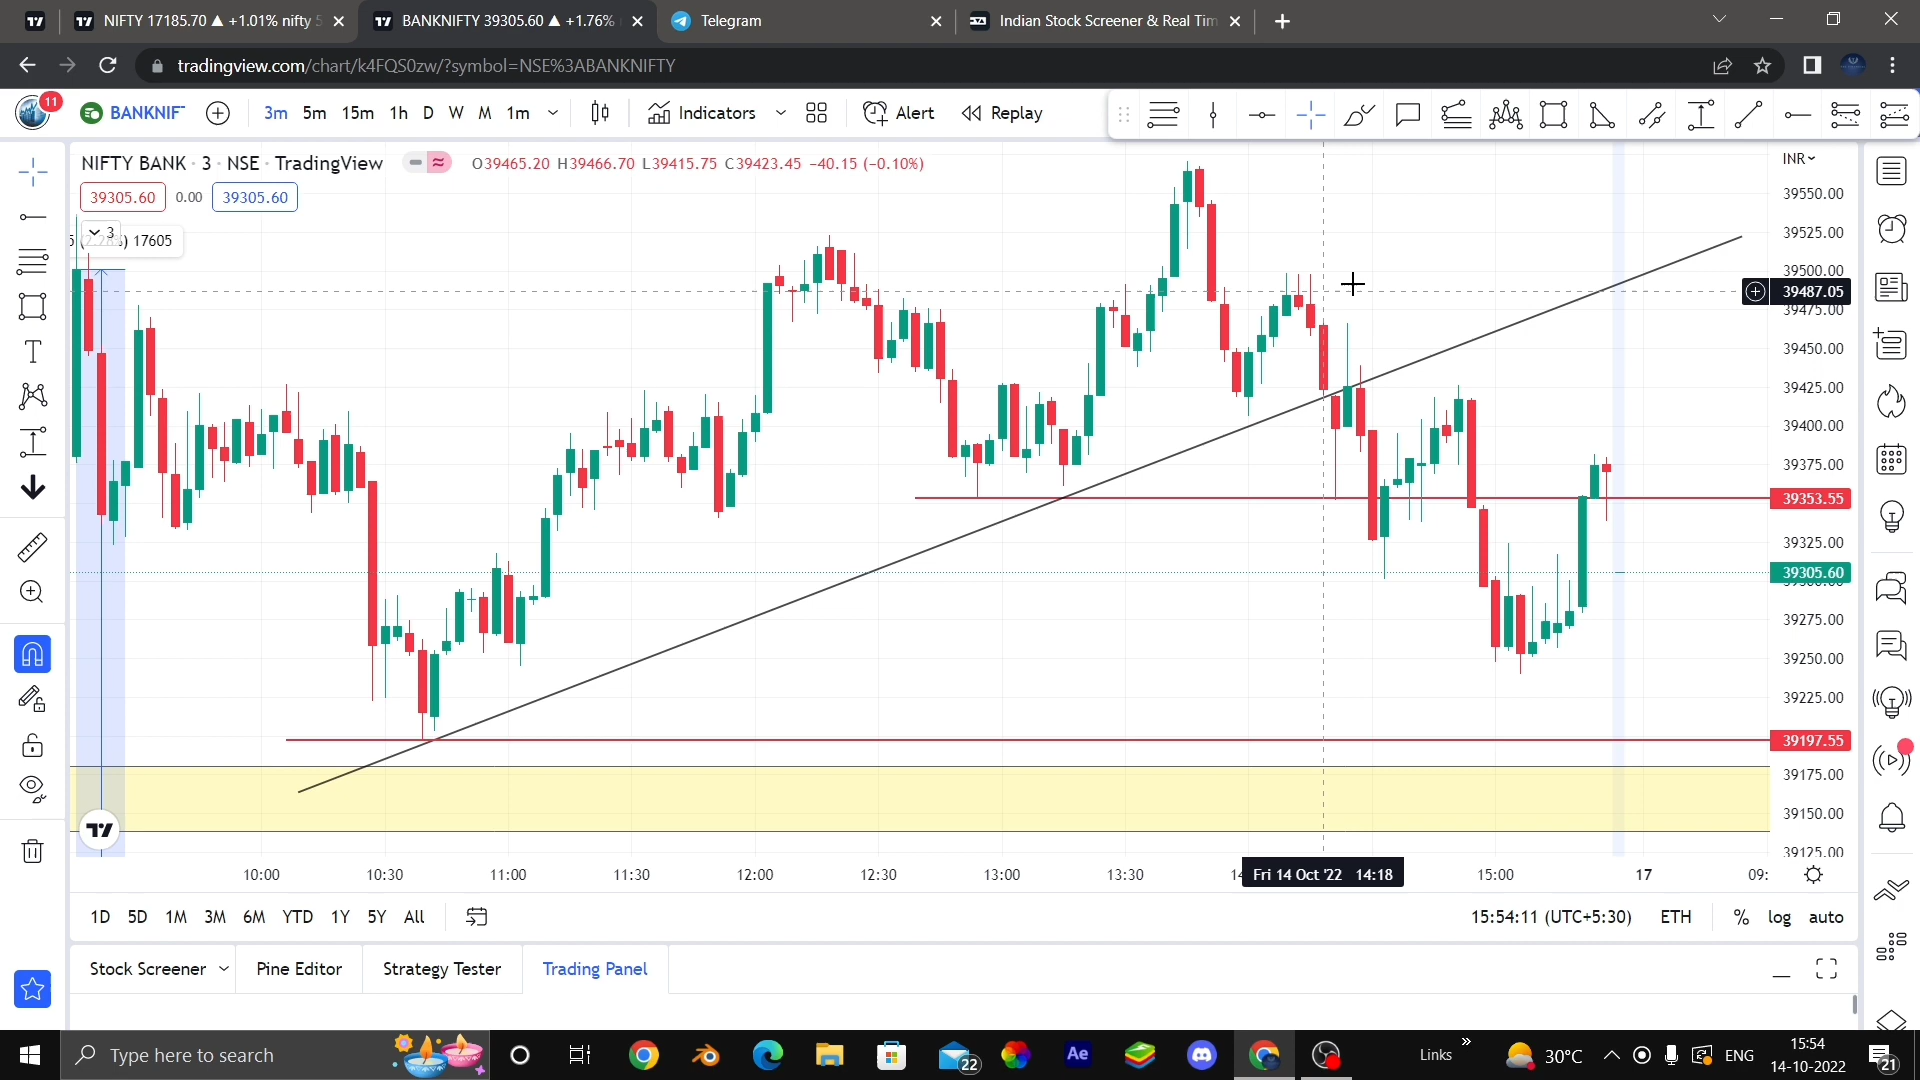 NIFTY 17185.70 ▲ +1.01% nifty 5
BANKNIFTY 39305.60 ▲ +1.76%
Telegram
Indian Stock Screener & Real Tim
tradingview.com/chart/k4FQS0zw/?symbol=NSE%3ABANKNIFTY
11
BANKNIF
3m 5m 15m 1h D W M 1m
Indicators
Alert
Replay
NIFTY BANK · 3 · NSE · TradingView
O39465.20 H39466.70 L39415.75 C39423.45 −40.15 (−0.10%)
INR
39305.60 0.00 39305.60
3
17605
39550.00
39525.00
39500.00
39487.05
39475.00
39450.00
39425.00
39400.00
39375.00
39353.55
39325.00
39305.60
39275.00
39250.00
39225.00
39197.55
39175.00
39150.00
39125.00
10:00 10:30 11:00 11:30 12:00 12:30 13:00 13:30 Fri 14 Oct '22 14:18 15:00 17 09:
1D 5D 1M 3M 6M YTD 1Y 5Y All
15:54:11 (UTC+5:30) ETH % log auto
Stock Screener Pine Editor Strategy Tester Trading Panel
Type here to search
22
Ae
Links
30°C
ENG
15:54
14-10-2022
21